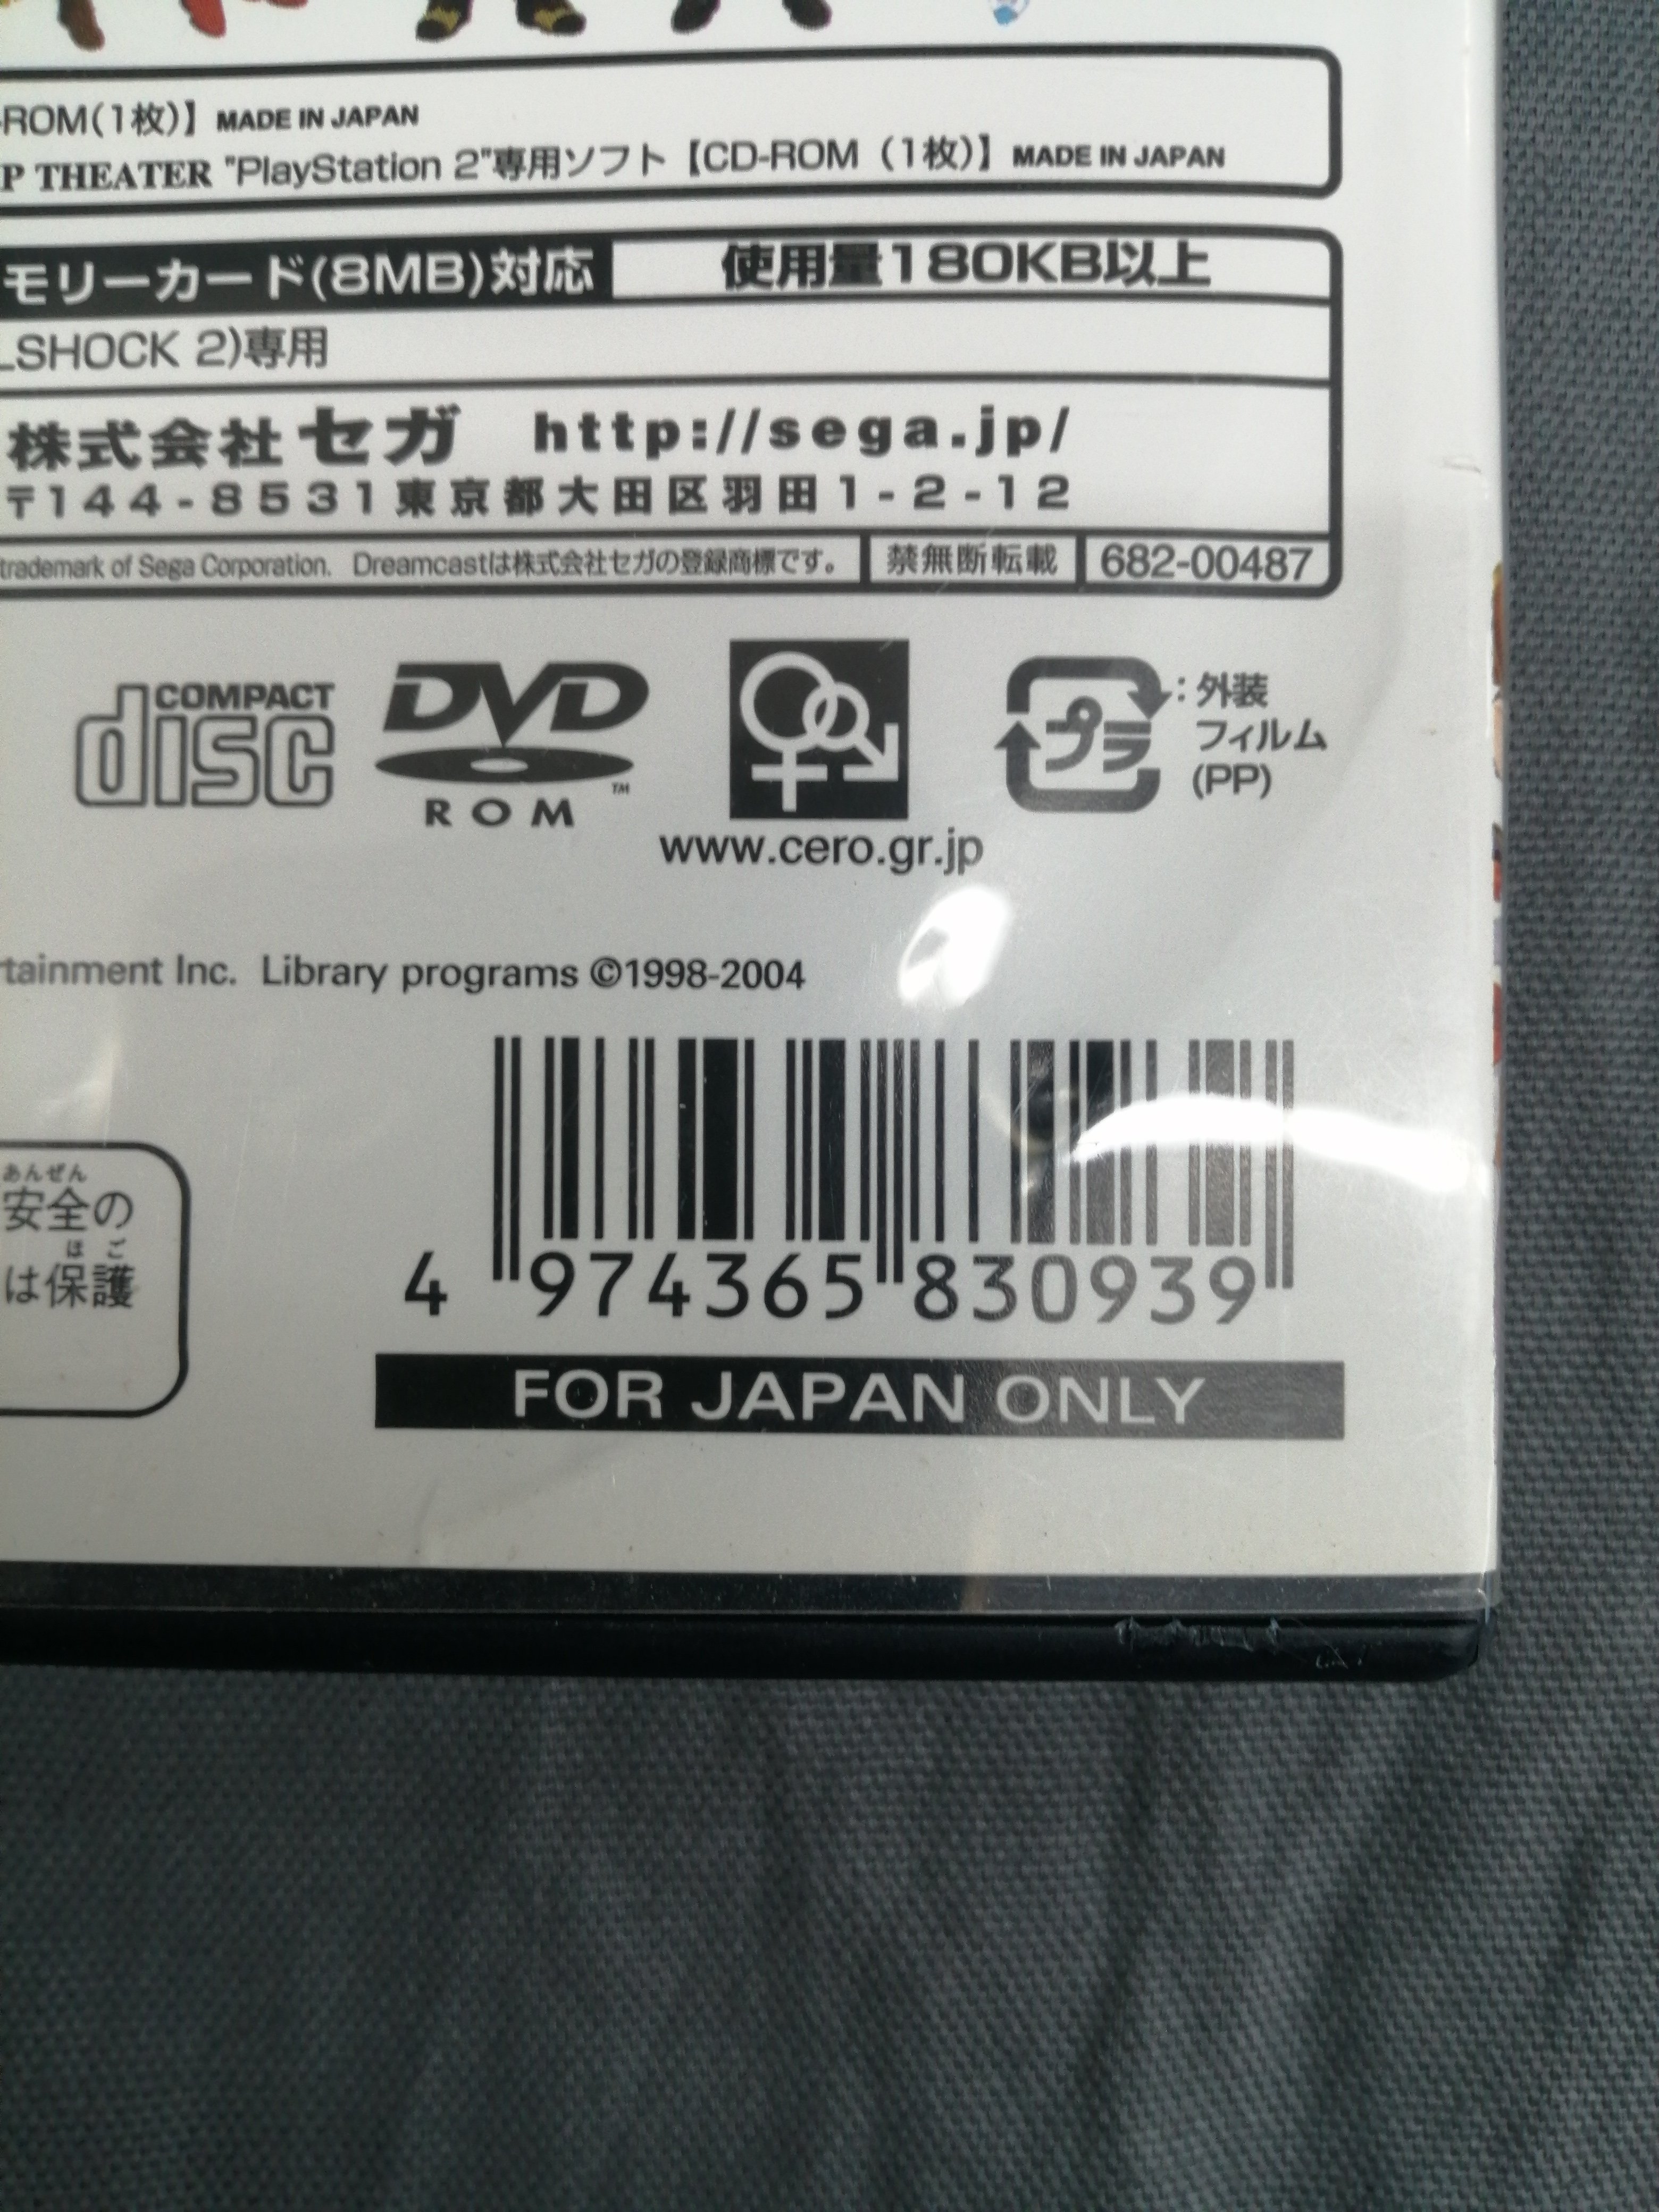 -ROM(1枚)】MADE IN JAPAN
P THEATER "PlayStation 2"専用ソフト【CD-ROM（1枚）】MADE IN JAPAN
モリーカード(8MB)対応 使用量180KB以上
LSHOCK 2)専用
株式会社セガ http://sega.jp/
〒144-8531東京都大田区羽田1-2-12
trademark of Sega Corporation. Dreamcastは株式会社セガの登録商標です。 禁無断転載 682-00487
COMPACT disc
DVD ROM TM
www.cero.gr.jp
プラ :外装
フィルム
(PP)
tainment Inc. Library programs ©1998-2004
あんぜん
安全の
ほご
は保護
4 974365 830939
FOR JAPAN ONLY